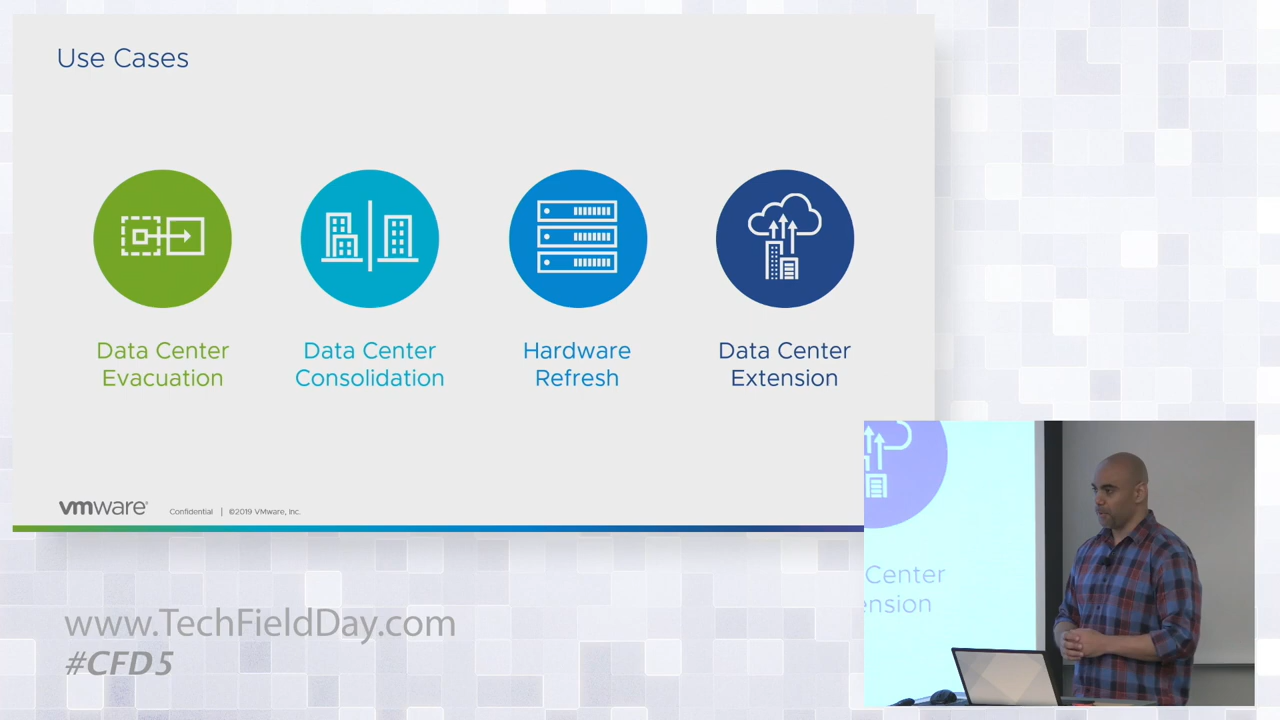 Use Cases
Data Center
Evacuation
Data Center
Consolidation
Hardware
Refresh
Data Center
Extension
vmware
Confidential | ©2019 VMware, Inc.
Center
ension
www.TechFieldDay.com
#CFD5